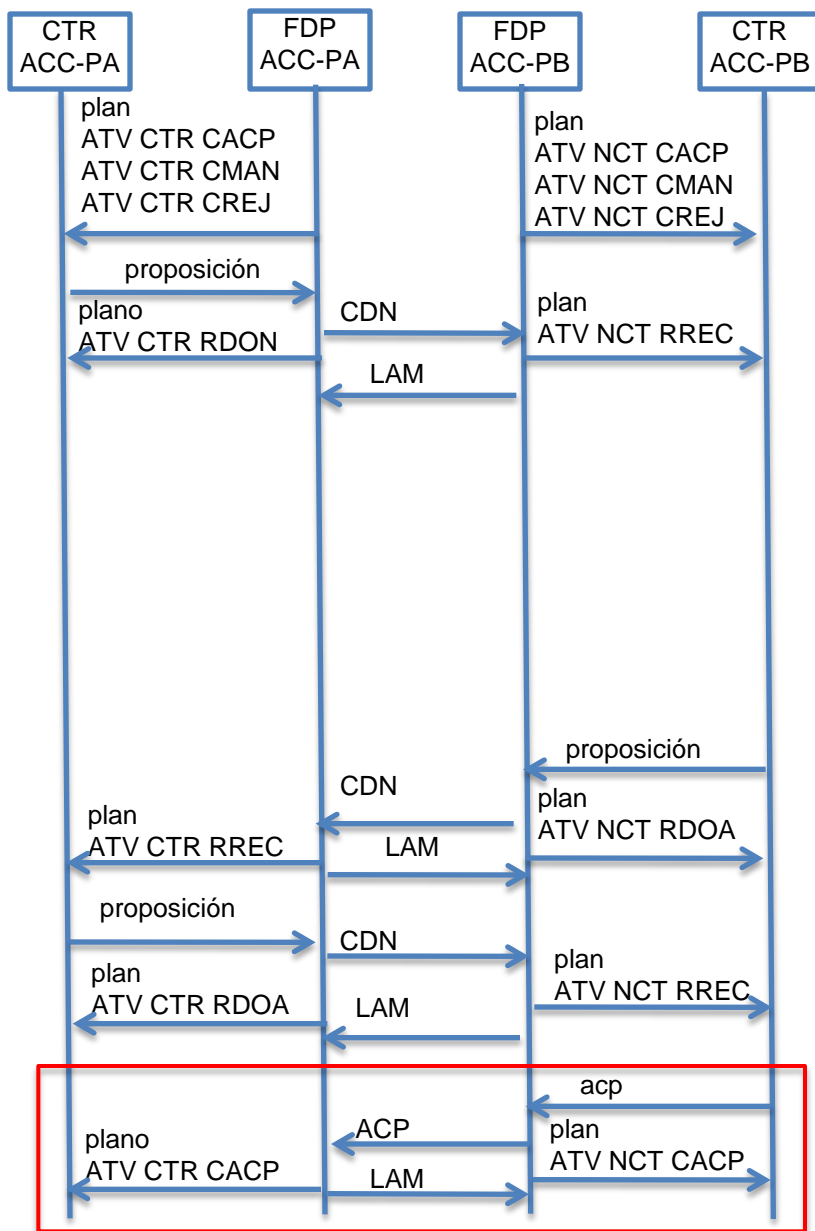 CTR
ACC-PA
FDP
ACC-PA
FDP
ACC-PB
CTR
ACC-PB
plan
ATV CTR CACP
ATV CTR CMAN
ATV CTR CREJ
plan
ATV NCT CACP
ATV NCT CMAN
ATV NCT CREJ
proposición
plano
ATV CTR RDON
CDN
plan
ATV NCT RREC
LAM
proposición
CDN
plan
ATV NCT RDOA
plan
ATV CTR RREC
LAM
proposición
CDN
plan
ATV NCT RREC
plan
ATV CTR RDOA
LAM
acp
ACP
plan
ATV NCT CACP
plano
ATV CTR CACP
LAM